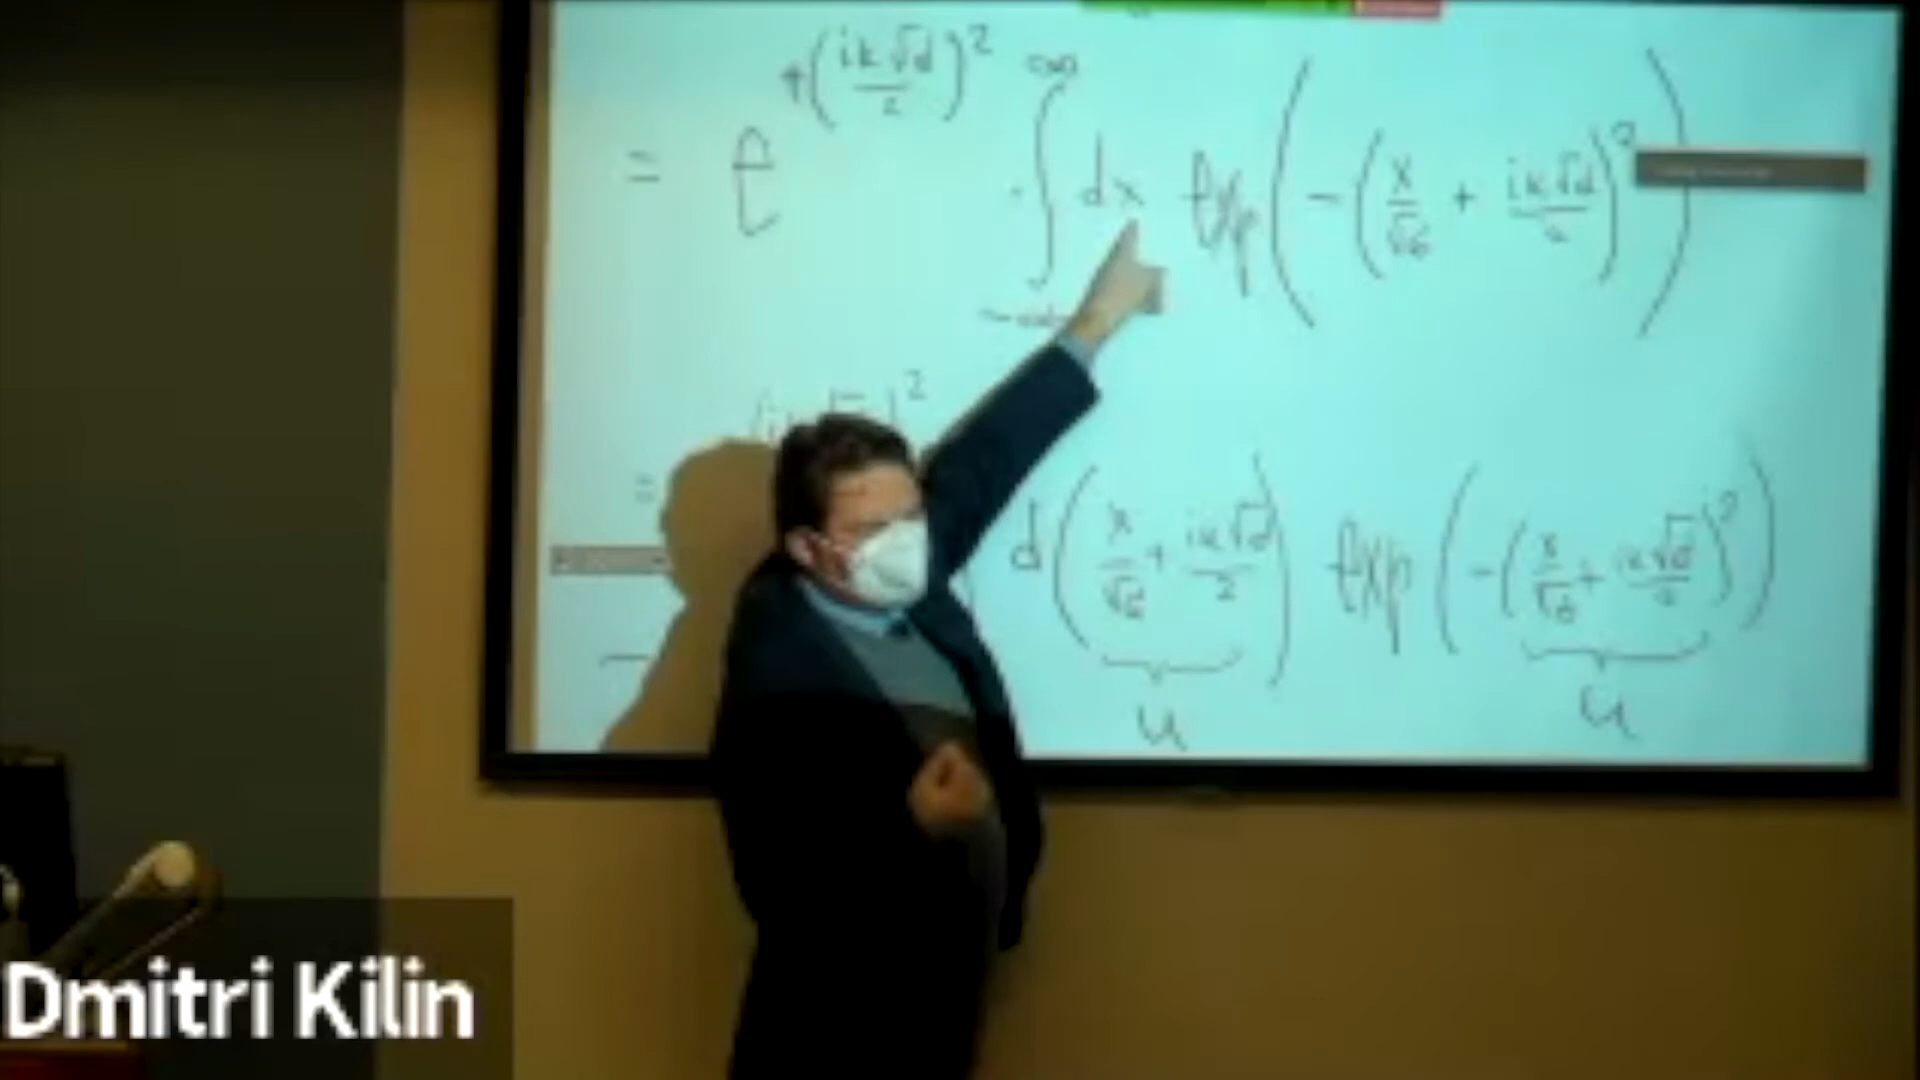 = e^{+(ik√d/2)^2} · ∫_{-∞}^{∞} dx exp(-(x/√d + ik√d/2)^2)
= d(x/√d + ik√d/2) exp(-(x/√d + ik√d/2)^2)
u u
Dmitri Kilin